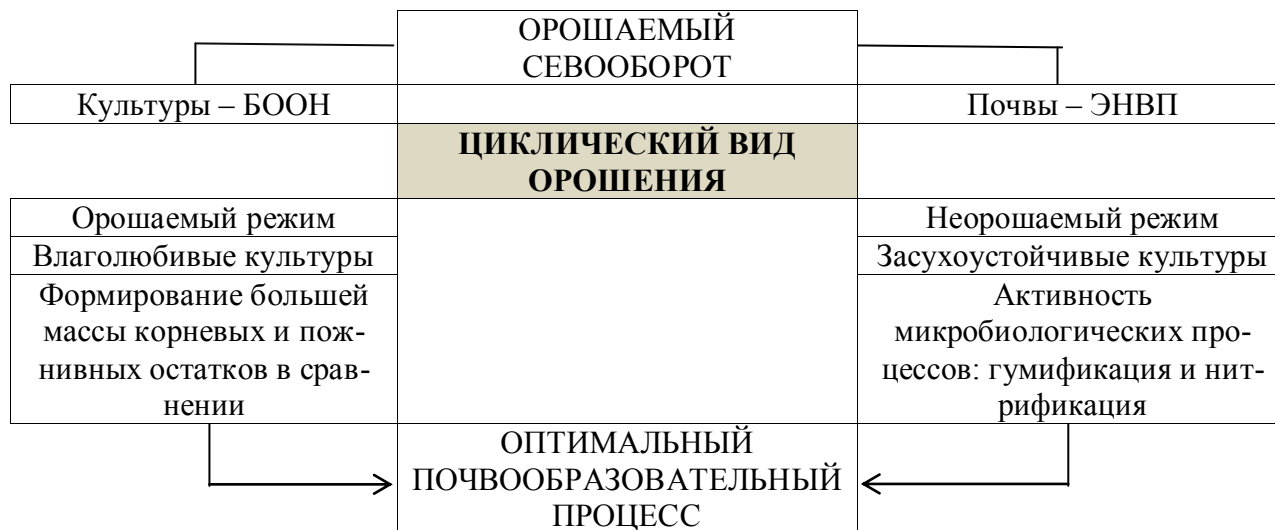 ОРОШАЕМЫЙ
СЕВООБОРОТ
Культуры – БООН
Почвы – ЭНВП
ЦИКЛИЧЕСКИЙ ВИД
ОРОШЕНИЯ
Орошаемый режим
Неорошаемый режим
Влаголюбивые культуры
Засухоустойчивые культуры
Формирование большей
массы корневых и пож-
нивных остатков в срав-
нении
Активность
микробиологических про-
цессов: гумификация и нит-
рификация
ОПТИМАЛЬНЫЙ
ПОЧВООБРАЗОВАТЕЛЬНЫЙ
ПРОЦЕСС